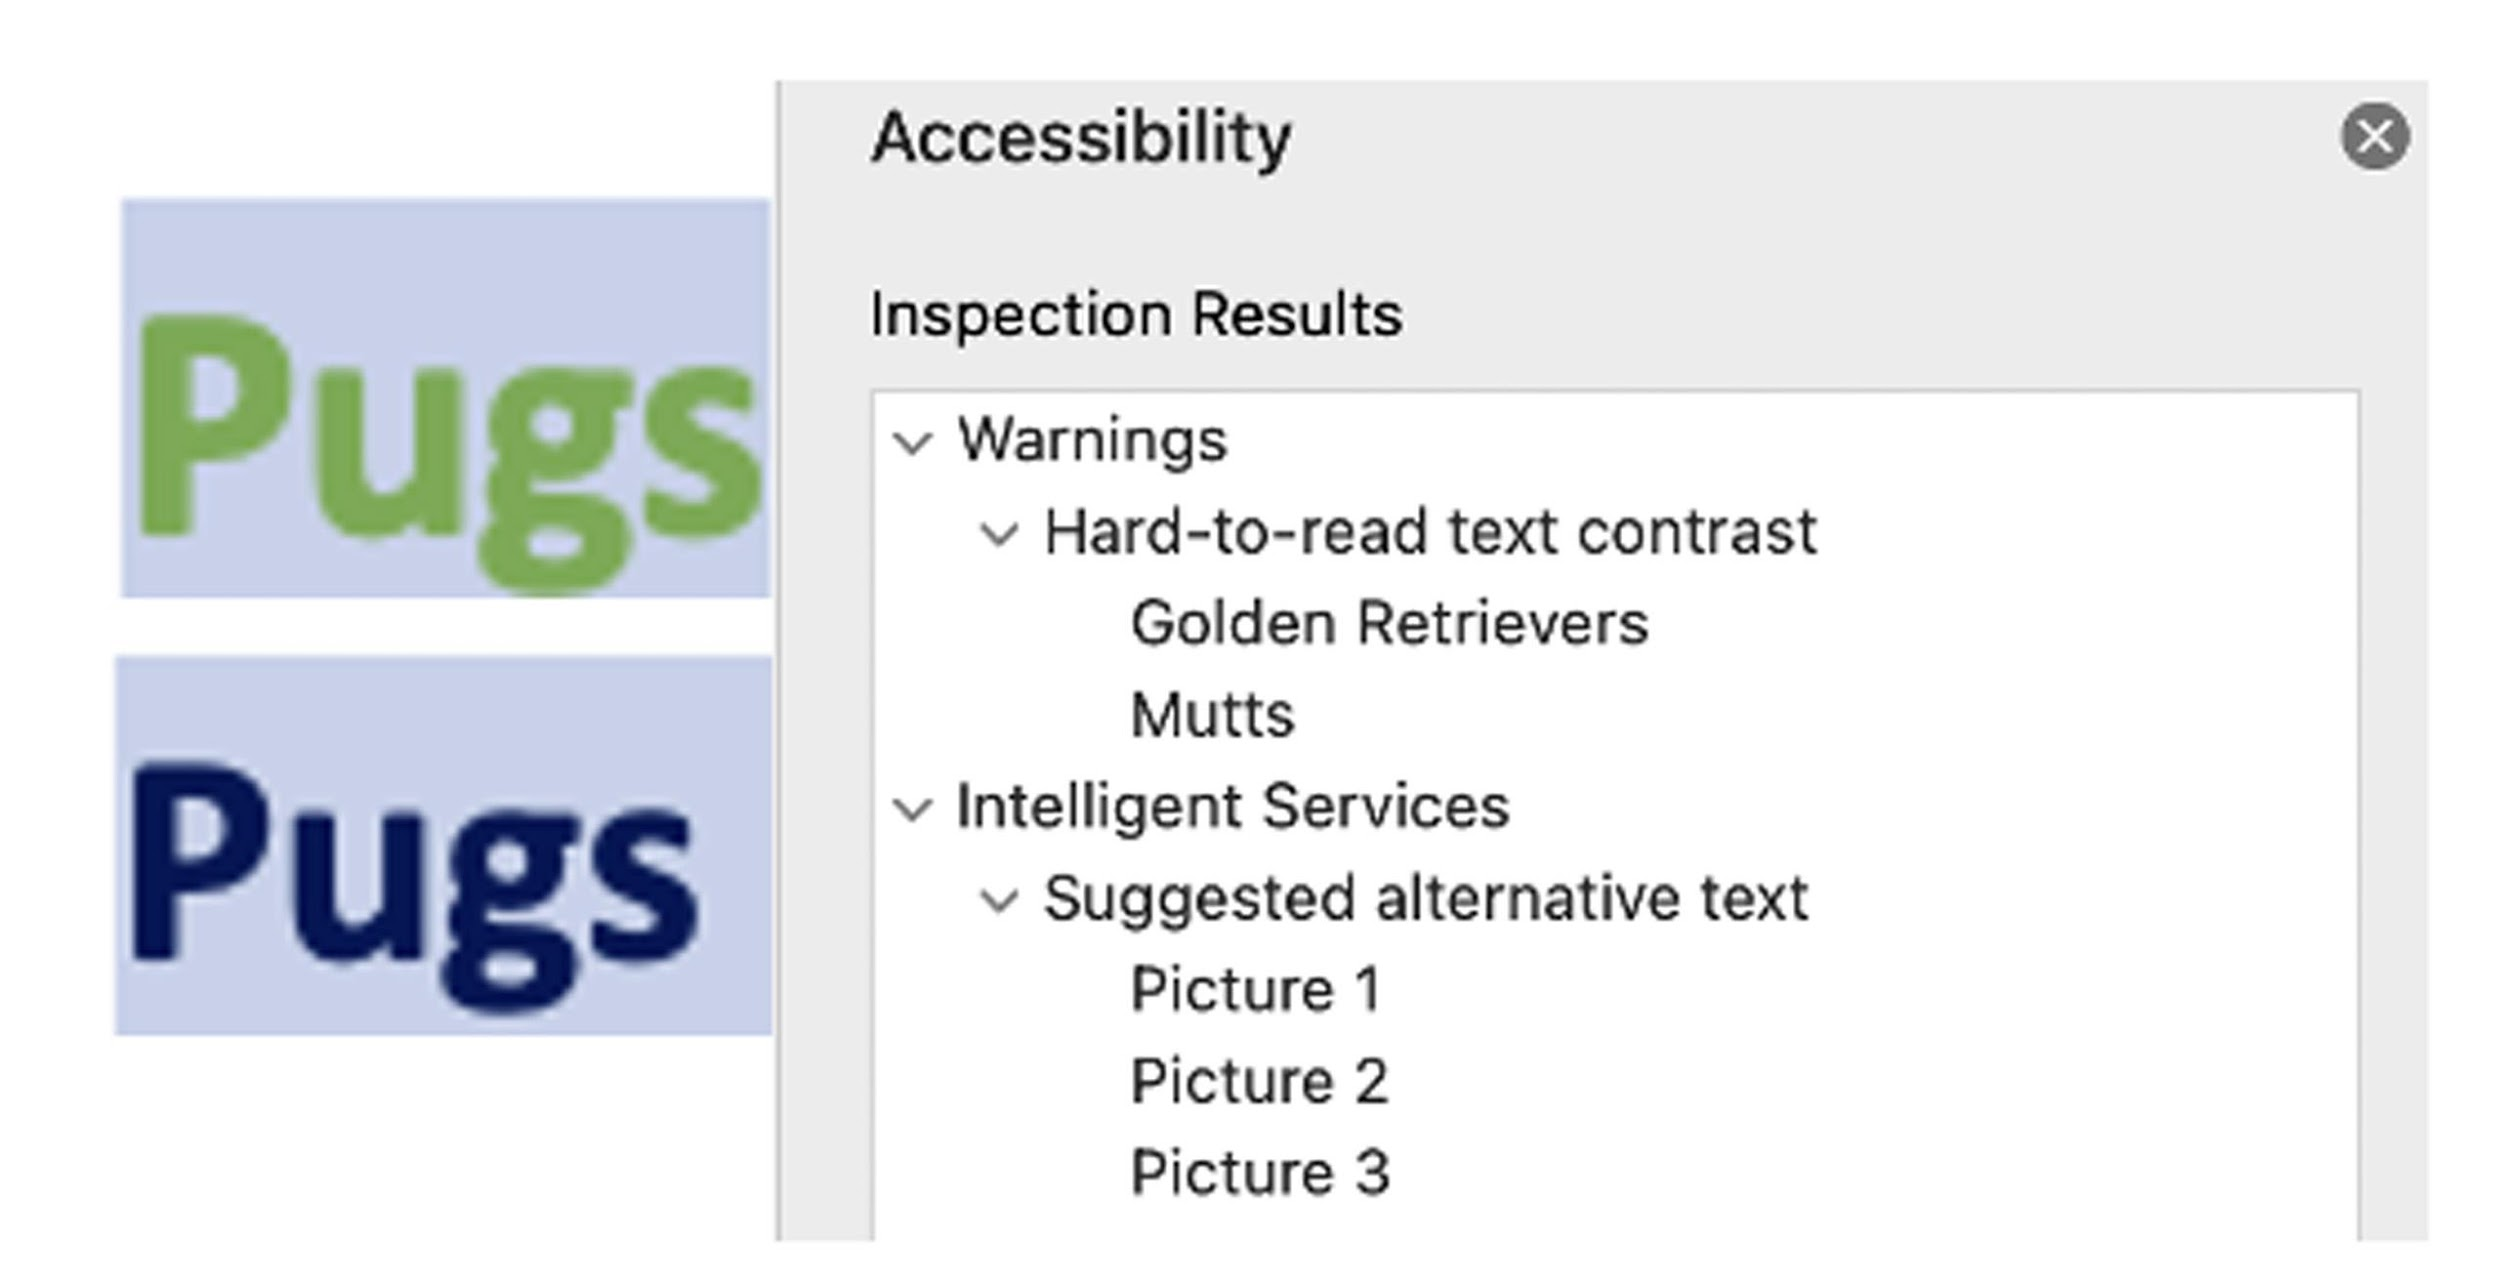 Pugs
Pugs
Accessibility
Inspection Results
Warnings
Hard-to-read text contrast
Golden Retrievers
Mutts
Intelligent Services
Suggested alternative text
Picture 1
Picture 2
Picture 3